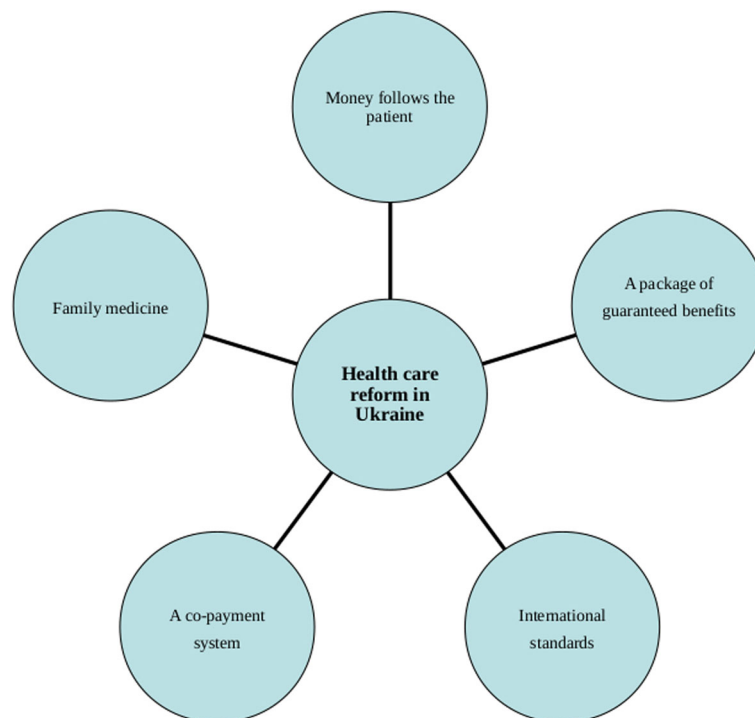 Money follows the
patient
Family medicine
A package of
guaranteed benefits
Health care
reform in
Ukraine
A co-payment
system
International
standards